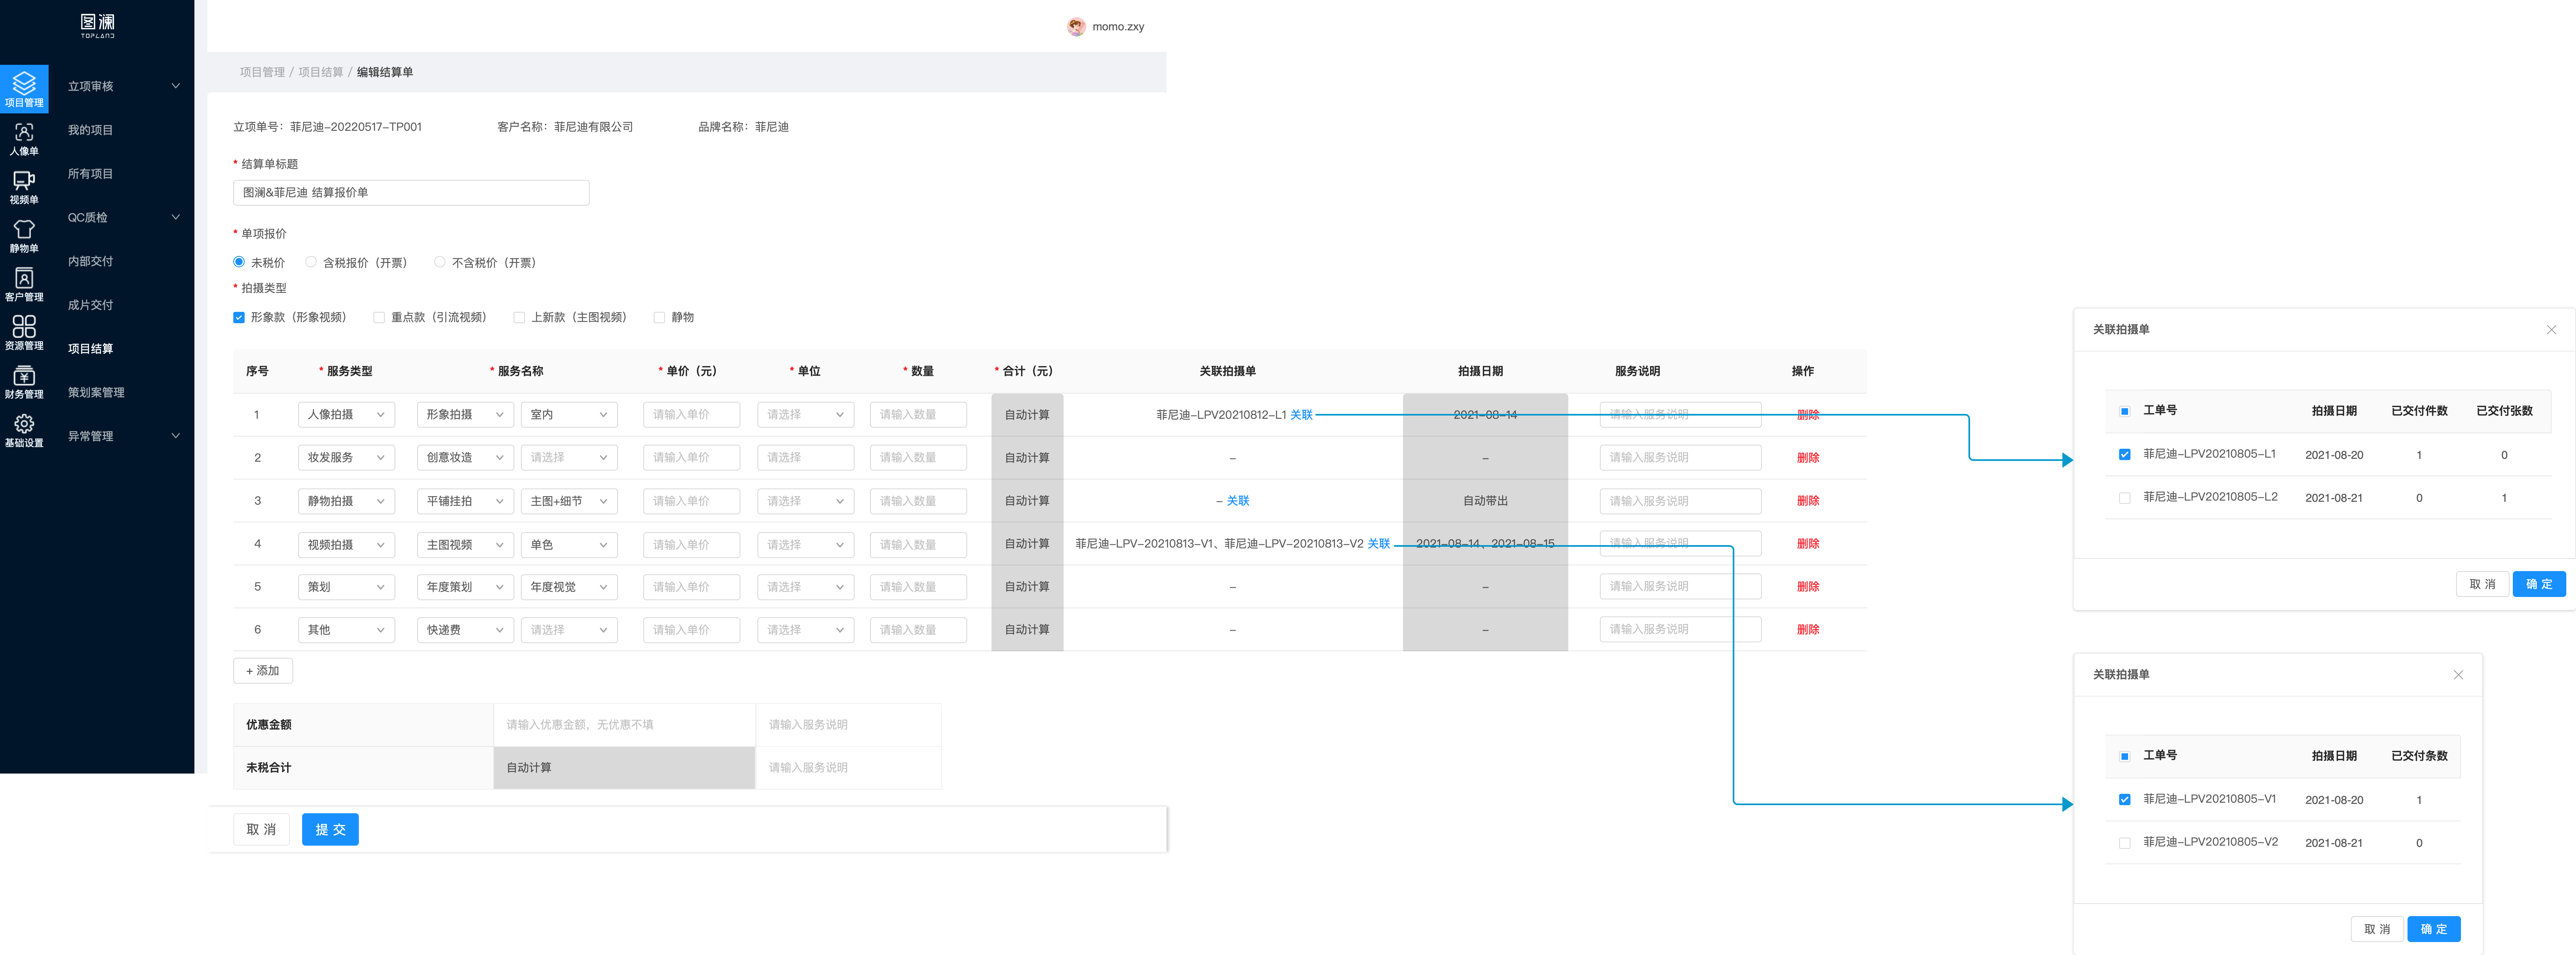 图澜
TOPLAND
momo.zxy
项目管理
人像单
视频单
静物单
客户管理
资源管理
财务管理
基础设置
立项审核
我的项目
所有项目
QC质检
内部交付
成片交付
项目结算
策划案管理
异常管理
项目管理 / 项目结算 / 编辑结算单
立项单号：菲尼迪-20220517-TP001 客户名称：菲尼迪有限公司 品牌名称：菲尼迪
* 结算单标题
图澜&菲尼迪 结算报价单
* 单项报价
未税价 含税报价（开票） 不含税价（开票）
* 拍摄类型
形象款（形象视频） 重点款（引流视频） 上新款（主图视频） 静物
序号 * 服务类型 * 服务名称 * 单价（元） * 单位 * 数量 * 合计（元） 关联拍摄单 拍摄日期 服务说明 操作
1 人像拍摄 形象拍摄 室内 请输入单价 请选择 请输入数量 自动计算 菲尼迪-LPV20210812-L1 关联 2021-08-14 请输入服务说明 删除
2 妆发服务 创意妆造 请选择 请输入单价 请选择 请输入数量 自动计算 – – 请输入服务说明 删除
3 静物拍摄 平铺挂拍 主图+细节 请输入单价 请选择 请输入数量 自动计算 – 关联 自动带出 请输入服务说明 删除
4 视频拍摄 主图视频 单色 请输入单价 请选择 请输入数量 自动计算 菲尼迪-LPV-20210813-V1、菲尼迪-LPV-20210813-V2 关联 2021-08-14、2021-08-15 请输入服务说明 删除
5 策划 年度策划 年度视觉 请输入单价 请选择 请输入数量 自动计算 – – 请输入服务说明 删除
6 其他 快递费 请选择 请输入单价 请选择 请输入数量 自动计算 – – 请输入服务说明 删除
+ 添加
优惠金额 请输入优惠金额，无优惠不填 请输入服务说明
未税合计 自动计算 请输入服务说明
取 消 提 交
关联拍摄单
工单号 拍摄日期 已交付件数 已交付张数
菲尼迪-LPV20210805-L1 2021-08-20 1 0
菲尼迪-LPV20210805-L2 2021-08-21 0 1
取 消 确 定
关联拍摄单
工单号 拍摄日期 已交付条数
菲尼迪-LPV20210805-V1 2021-08-20 1
菲尼迪-LPV20210805-V2 2021-08-21 0
取 消 确 定